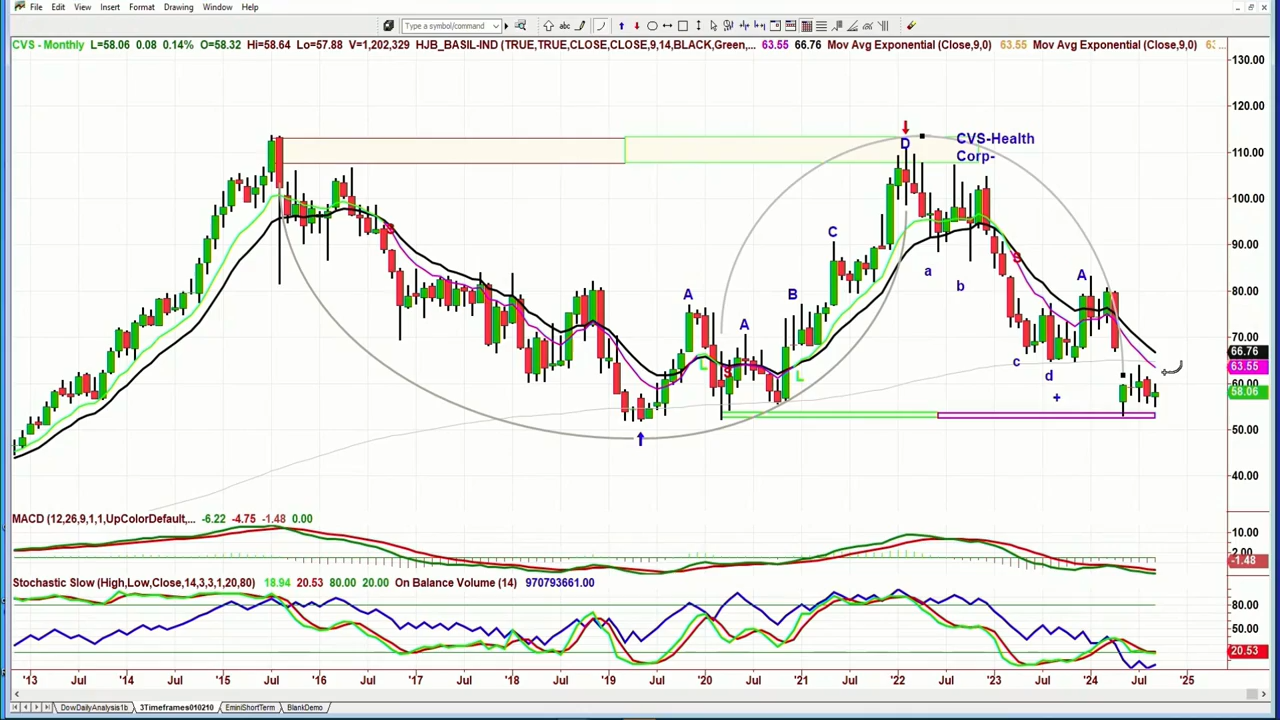 File Edit View Insert Format Drawing Window Help
Type a symbol/command
abc
CVS - Monthly L=58.06 0.08 0.14% O=58.32 Hi=58.64 Lo=57.88 V=1,202,329 HJB_BASIL-IND (TRUE,TRUE,CLOSE,CLOSE,9,14,BLACK,Green,... 63.55 66.76 Mov Avg Exponential (Close,9,0) 63.55 Mov Avg Exponential (Close,9,0) 63...
130.00
120.00
110.00
100.00
90.00
80.00
70.00
66.76
63.55
60.00
58.06
50.00
40.00
D
CVS-Health
Corp-
S
C
S
a
A
b
A
B
A
c
L
S
L
d
+
MACD (12,26,9,1,1,UpColorDefault,... -6.22 -4.75 -1.48 0.00
10.00
2.00
-1.48
Stochastic Slow (High,Low,Close,14,3,3,1,20,80) 18.94 20.53 80.00 20.00 On Balance Volume (14) 970793661.00
80.00
50.00
20.53
'13 Jul '14 Jul '15 Jul '16 Jul '17 Jul '18 Jul '19 Jul '20 Jul '21 Jul '22 Jul '23 Jul '24 Jul '25
DowDailyAnalysis1b 3Timeframes010210 EminiShortTerm BlankDemo